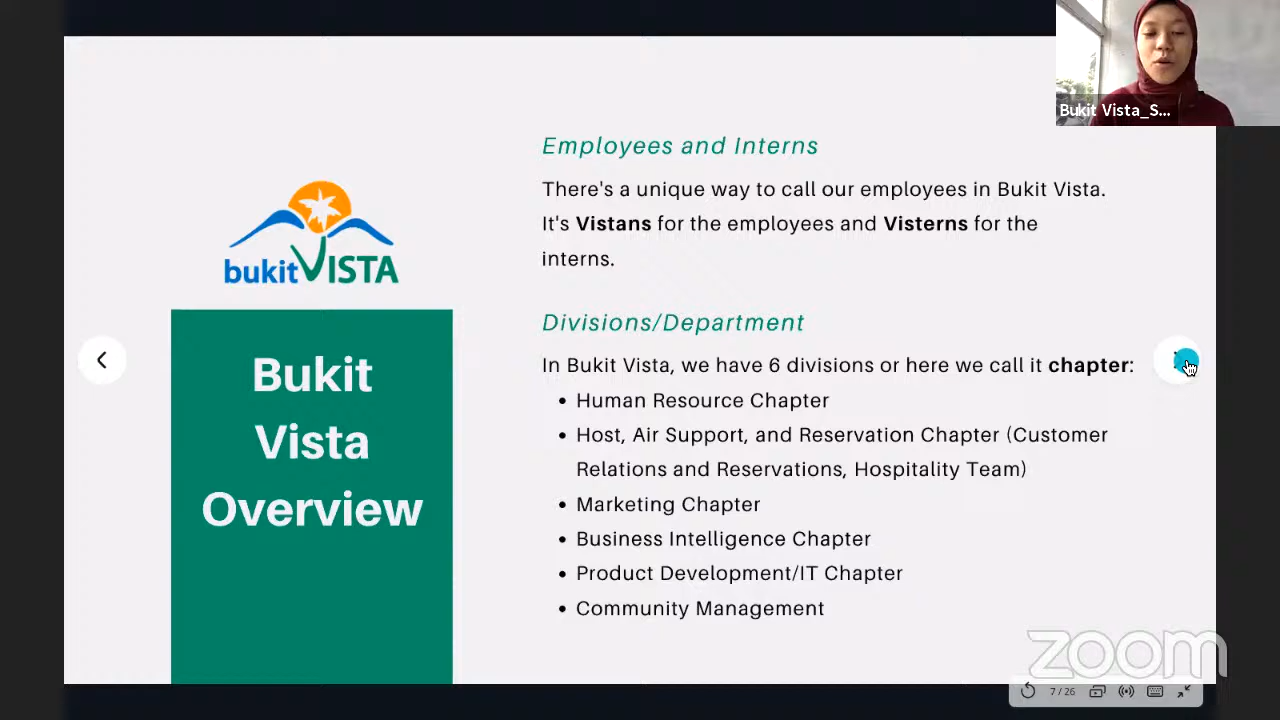 Bukit Vista_S...
Employees and Interns
There's a unique way to call our employees in Bukit Vista.
It's Vistans for the employees and Visterns for the
interns.
bukitVISTA
Bukit
Vista
Overview
Divisions/Department
In Bukit Vista, we have 6 divisions or here we call it chapter:
• Human Resource Chapter
• Host, Air Support, and Reservation Chapter (Customer
Relations and Reservations, Hospitality Team)
• Marketing Chapter
• Business Intelligence Chapter
• Product Development/IT Chapter
• Community Management
zoom
7/26